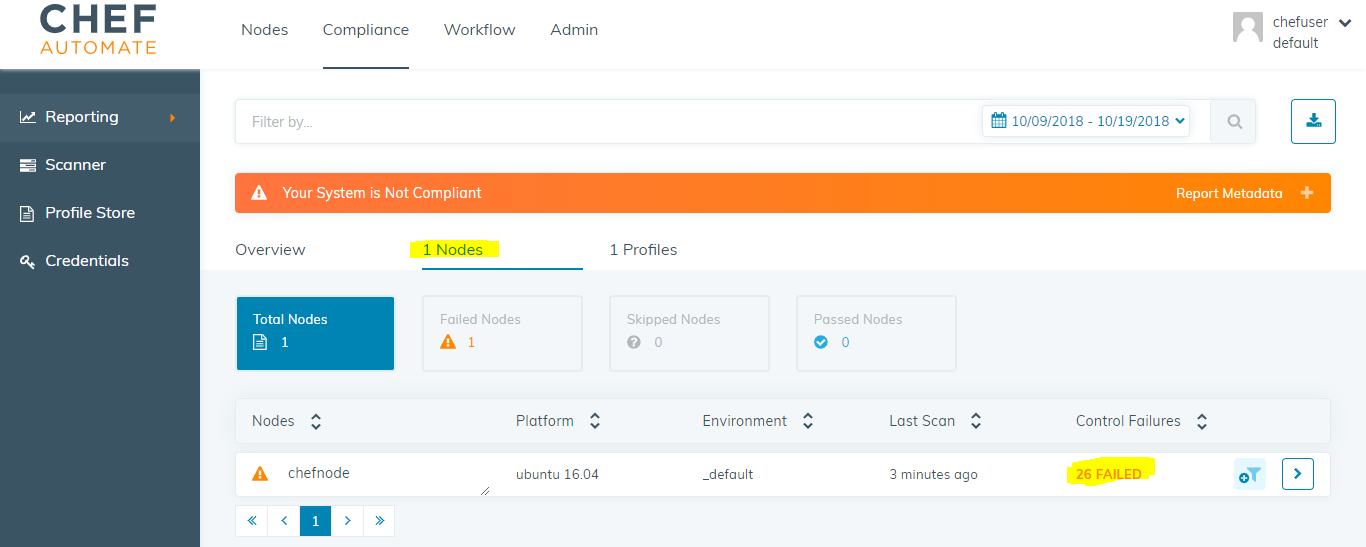 CHEF
AUTOMATE
Nodes Compliance Workflow Admin
chefuser
default
Reporting
Scanner
Profile Store
Credentials
Filter by...
10/09/2018 - 10/19/2018
Your System is Not Compliant
Report Metadata +
Overview 1 Nodes 1 Profiles
Total Nodes
1
Failed Nodes
1
Skipped Nodes
0
Passed Nodes
0
Nodes Platform Environment Last Scan Control Failures
chefnode ubuntu 16.04 _default 3 minutes ago 26 FAILED
« < 1 > »